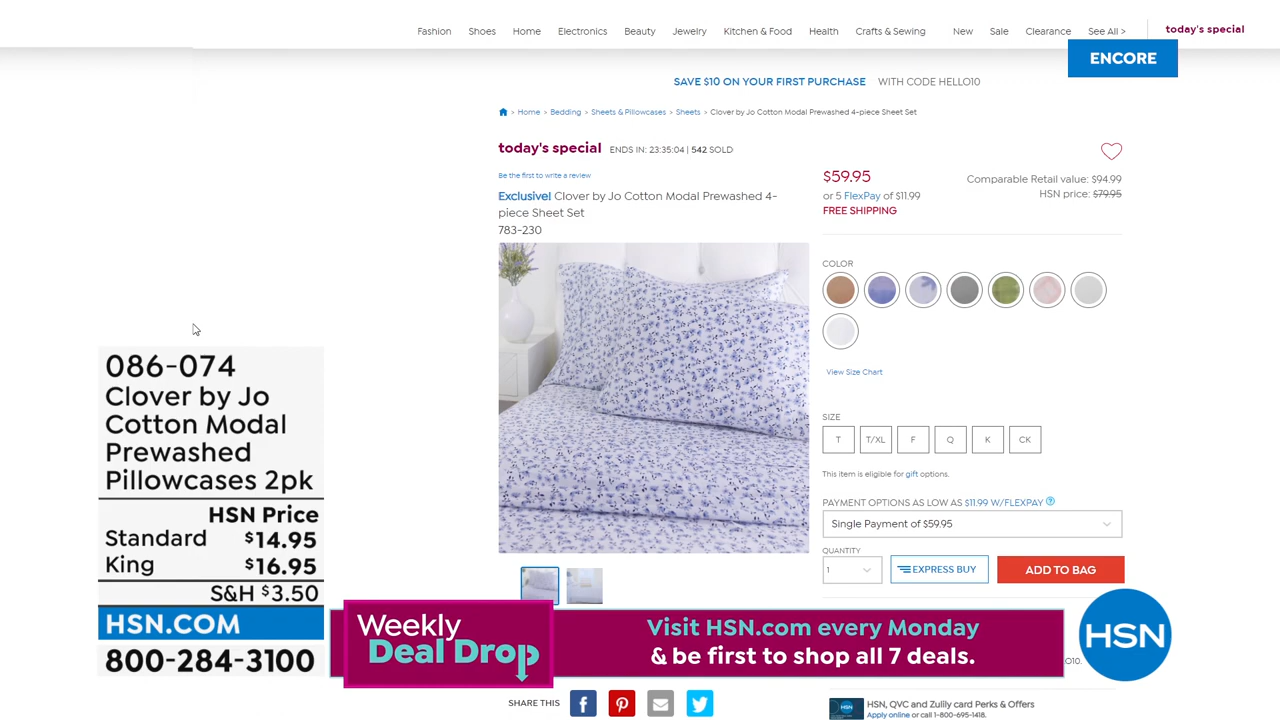 Fashion Shoes Home Electronics Beauty Jewelry Kitchen & Food Health Crafts & Sewing New Sale Clearance See All > today's special
ENCORE
SAVE $10 ON YOUR FIRST PURCHASE WITH CODE HELLO10
> Home > Bedding > Sheets & Pillowcases > Sheets > Clover by Jo Cotton Modal Prewashed 4-piece Sheet Set
today's special ENDS IN: 23:35:04 | 542 SOLD
Be the first to write a review
Exclusive! Clover by Jo Cotton Modal Prewashed 4-
piece Sheet Set
783-230
$59.95
or 5 FlexPay of $11.99
FREE SHIPPING
Comparable Retail value: $94.99
HSN price: $79.95
COLOR
View Size Chart
SIZE
T T/XL F Q K CK
This item is eligible for gift options.
PAYMENT OPTIONS AS LOW AS $11.99 W/FLEXPAY ?
Single Payment of $59.95
QUANTITY
1
EXPRESS BUY
ADD TO BAG
086-074
Clover by Jo
Cotton Modal
Prewashed
Pillowcases 2pk
HSN Price
Standard $14.95
King $16.95
S&H $3.50
HSN.COM
800-284-3100
Weekly
Deal Drop
Visit HSN.com every Monday
& be first to shop all 7 deals.
HSN
O10.
SHARE THIS
HSN, QVC and Zulily card Perks & Offers
Apply online or call 1-800-695-1418.